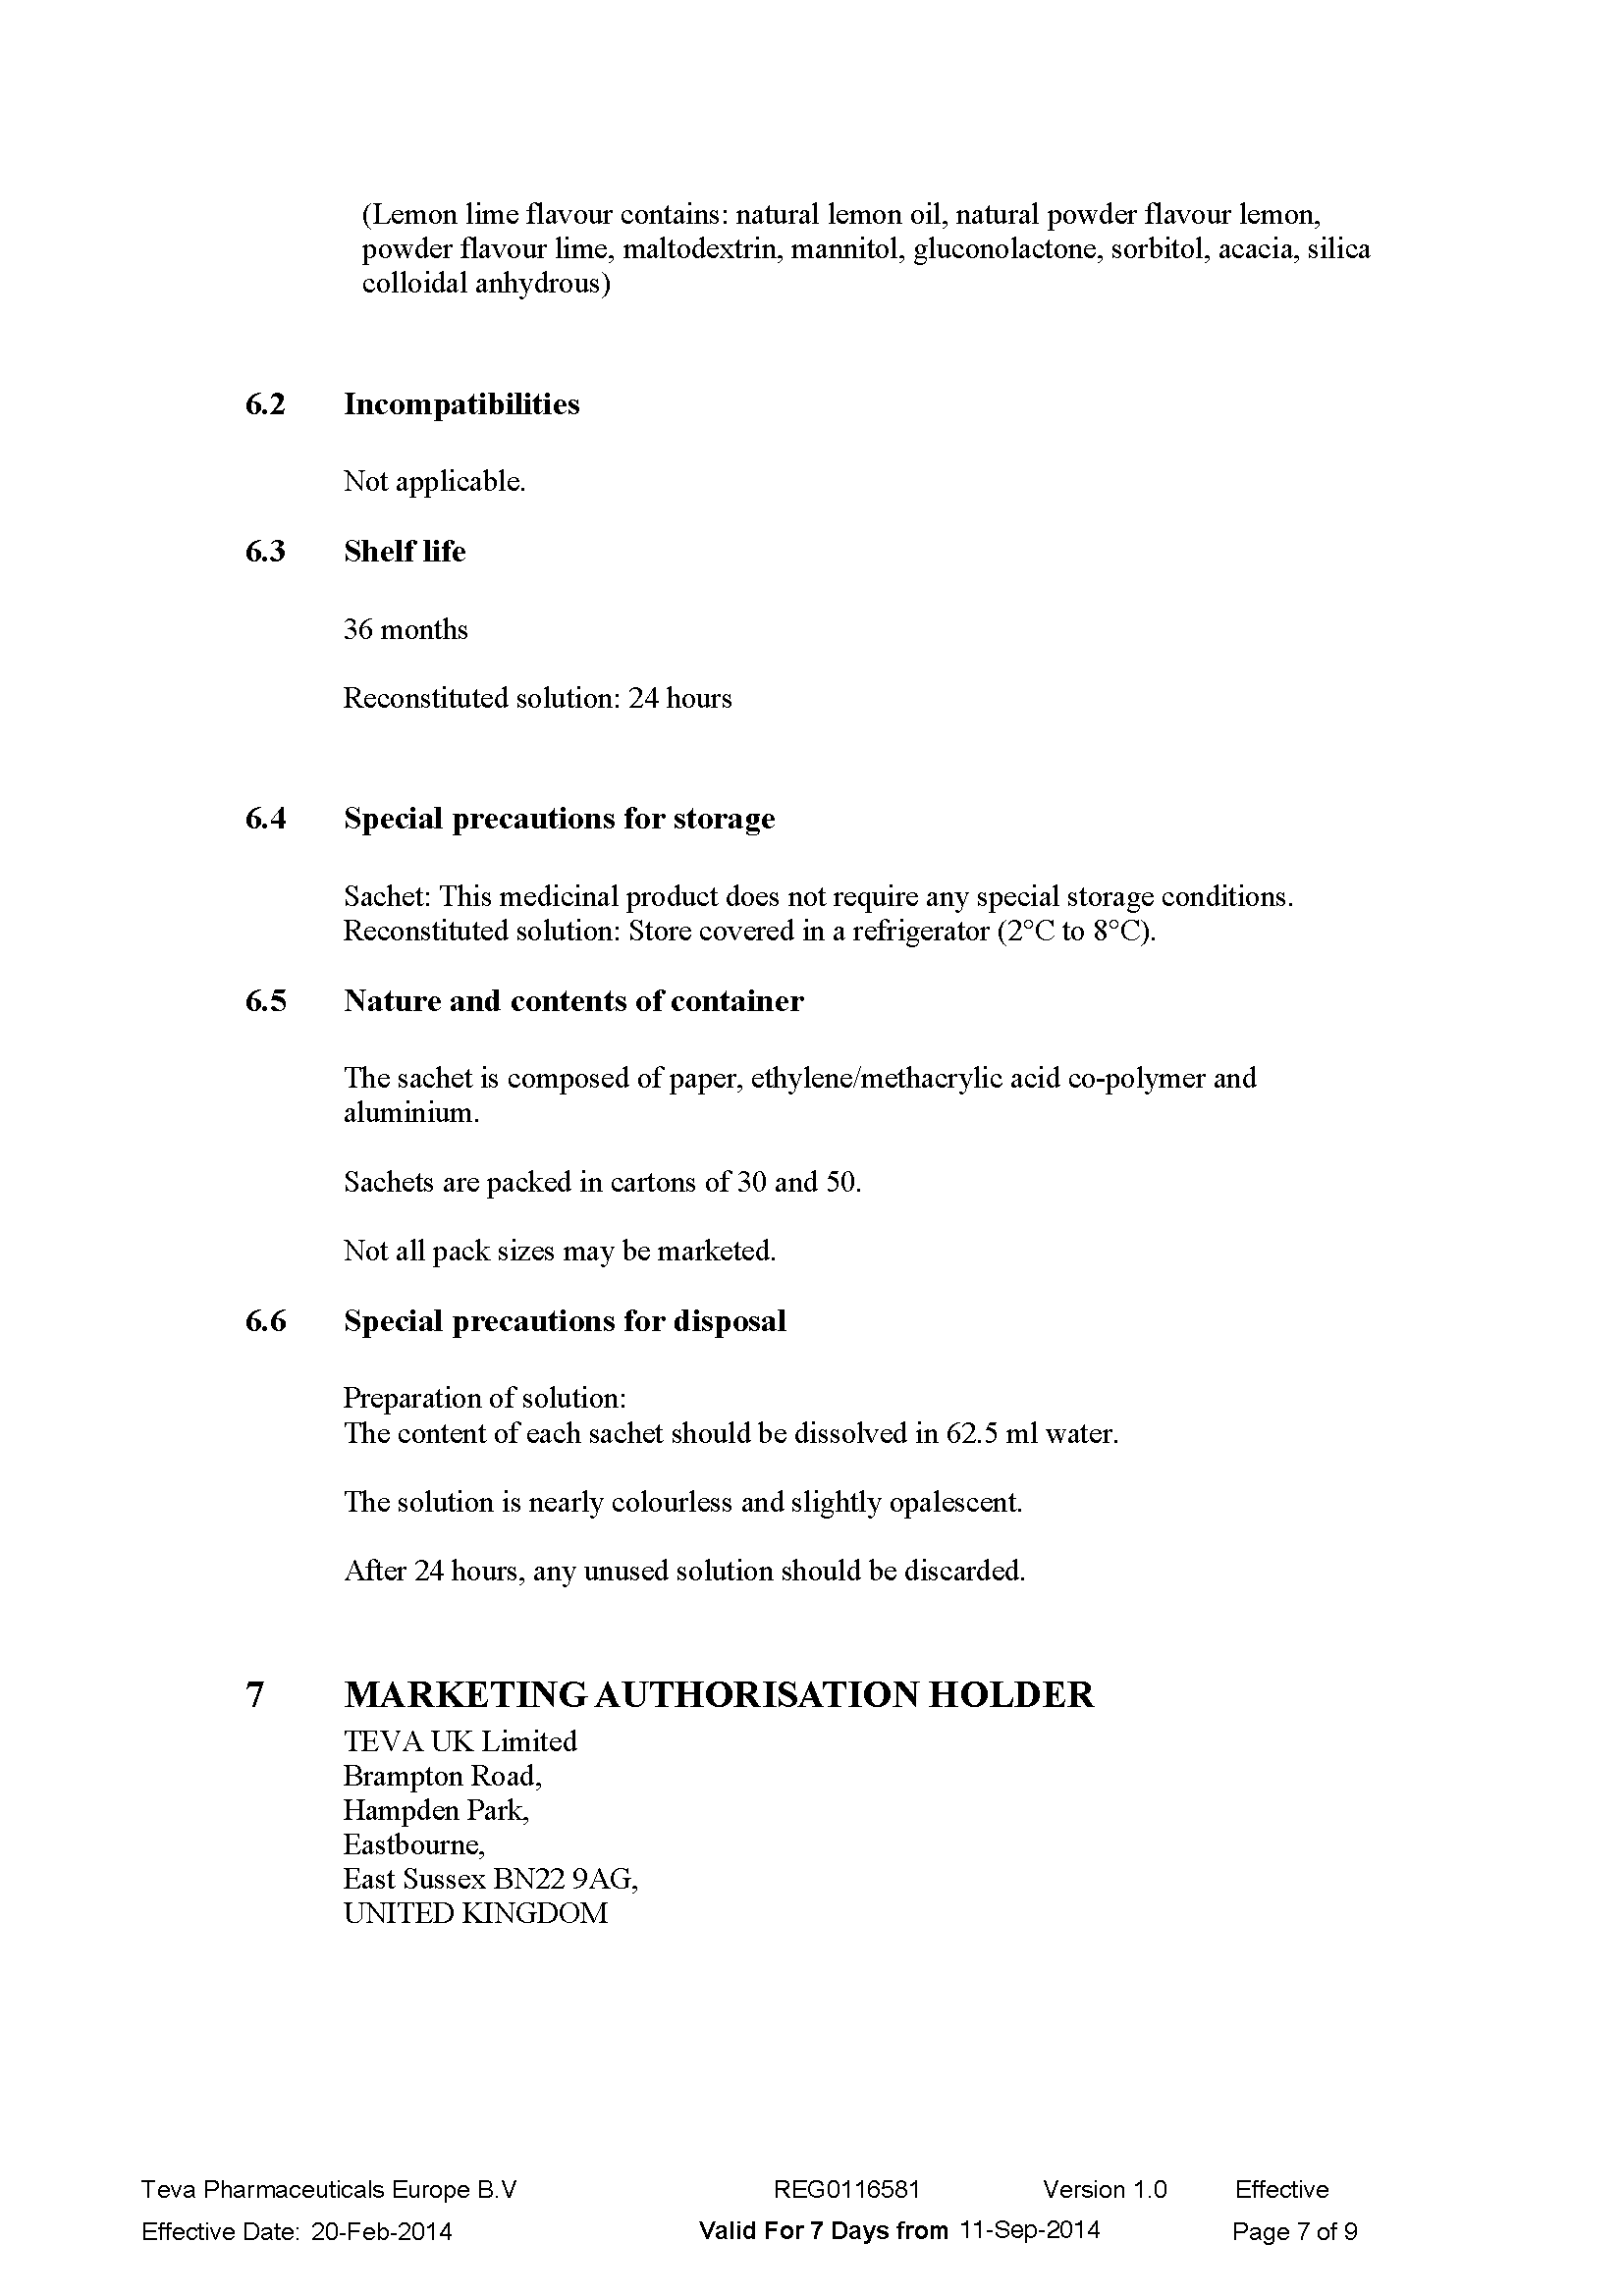 (Lemon lime flavour contains: natural lemon oil, natural powder flavour lemon,
powder flavour lime, maltodextrin, mannitol, gluconolactone, sorbitol, acacia, silica
colloidal anhydrous)
6.2 Incompatibilities
Not applicable.
6.3 Shelf life
36 months
Reconstituted solution: 24 hours
6.4 Special precautions for storage
Sachet: This medicinal product does not require any special storage conditions.
Reconstituted solution: Store covered in a refrigerator (2°C to 8°C).
6.5 Nature and contents of container
The sachet is composed of paper, ethylene/methacrylic acid co-polymer and
aluminium.
Sachets are packed in cartons of 30 and 50.
Not all pack sizes may be marketed.
6.6 Special precautions for disposal
Preparation of solution:
The content of each sachet should be dissolved in 62.5 ml water.
The solution is nearly colourless and slightly opalescent.
After 24 hours, any unused solution should be discarded.
7 MARKETING AUTHORISATION HOLDER
TEVA UK Limited
Brampton Road,
Hampden Park,
Eastbourne,
East Sussex BN22 9AG,
UNITED KINGDOM
Teva Pharmaceuticals Europe B.V REG0116581 Version 1.0 Effective
Effective Date: 20-Feb-2014 Valid For 7 Days from 11-Sep-2014 Page 7 of 9